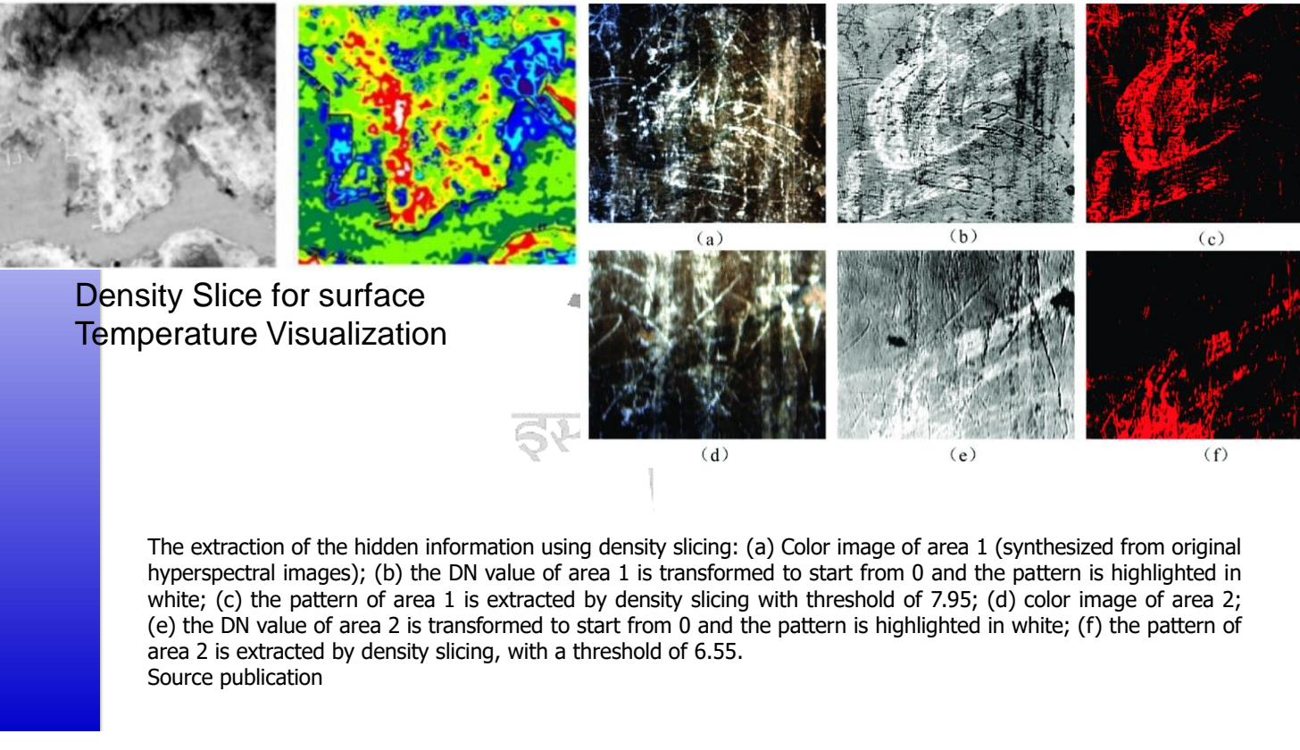 (a)
(b)
(c)
Density Slice for surface
Temperature Visualization
(d)
(e)
(f)
The extraction of the hidden information using density slicing: (a) Color image of area 1 (synthesized from original
hyperspectral images); (b) the DN value of area 1 is transformed to start from 0 and the pattern is highlighted in
white; (c) the pattern of area 1 is extracted by density slicing with threshold of 7.95; (d) color image of area 2;
(e) the DN value of area 2 is transformed to start from 0 and the pattern is highlighted in white; (f) the pattern of
area 2 is extracted by density slicing, with a threshold of 6.55.
Source publication